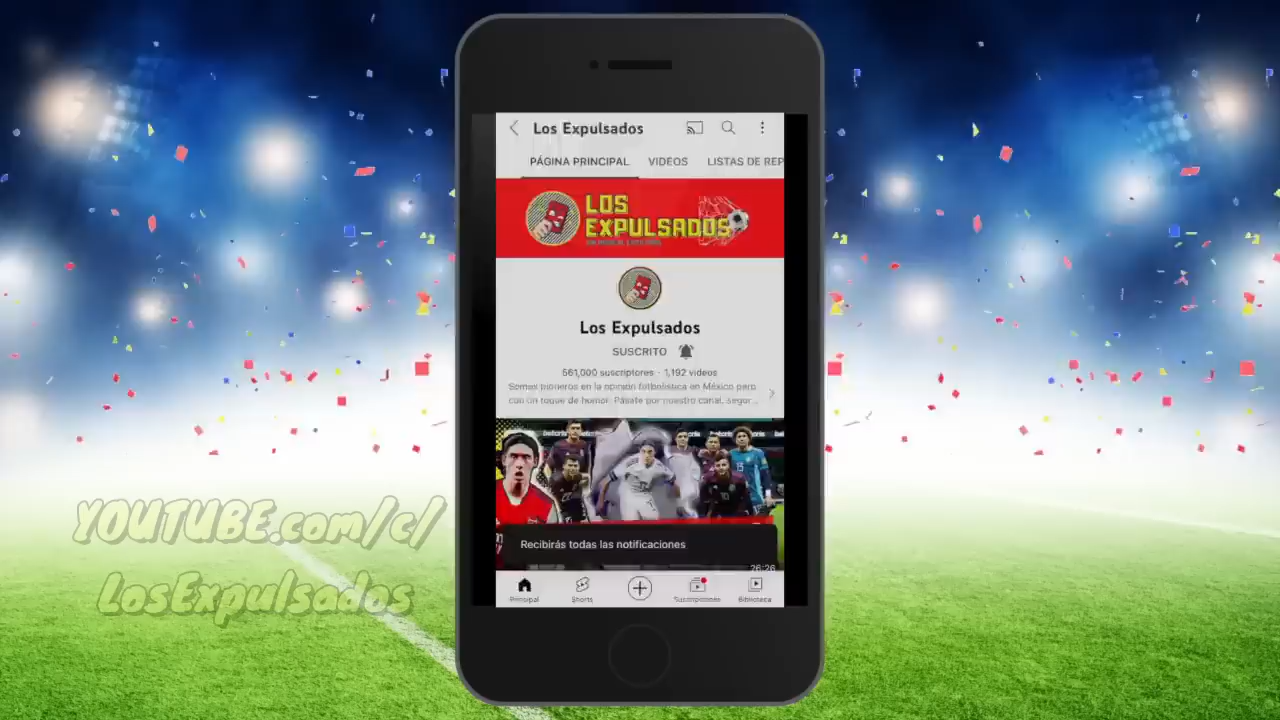 Los Expulsados
PÁGINA PRINCIPAL VIDEOS LISTAS DE REP
LOS
EXPULSADOS
Los Expulsados
SUSCRITO
561,000 suscriptores · 1,192 videos
Somos pioneros en la opinión futbolística en México pero
con un toque de humor. Pásate por nuestro canal, segur...
YOUTUBE.com/c/
LosExpulsados
Recibirás todas las notificaciones
26:26
Principal Shorts Suscripciones Biblioteca